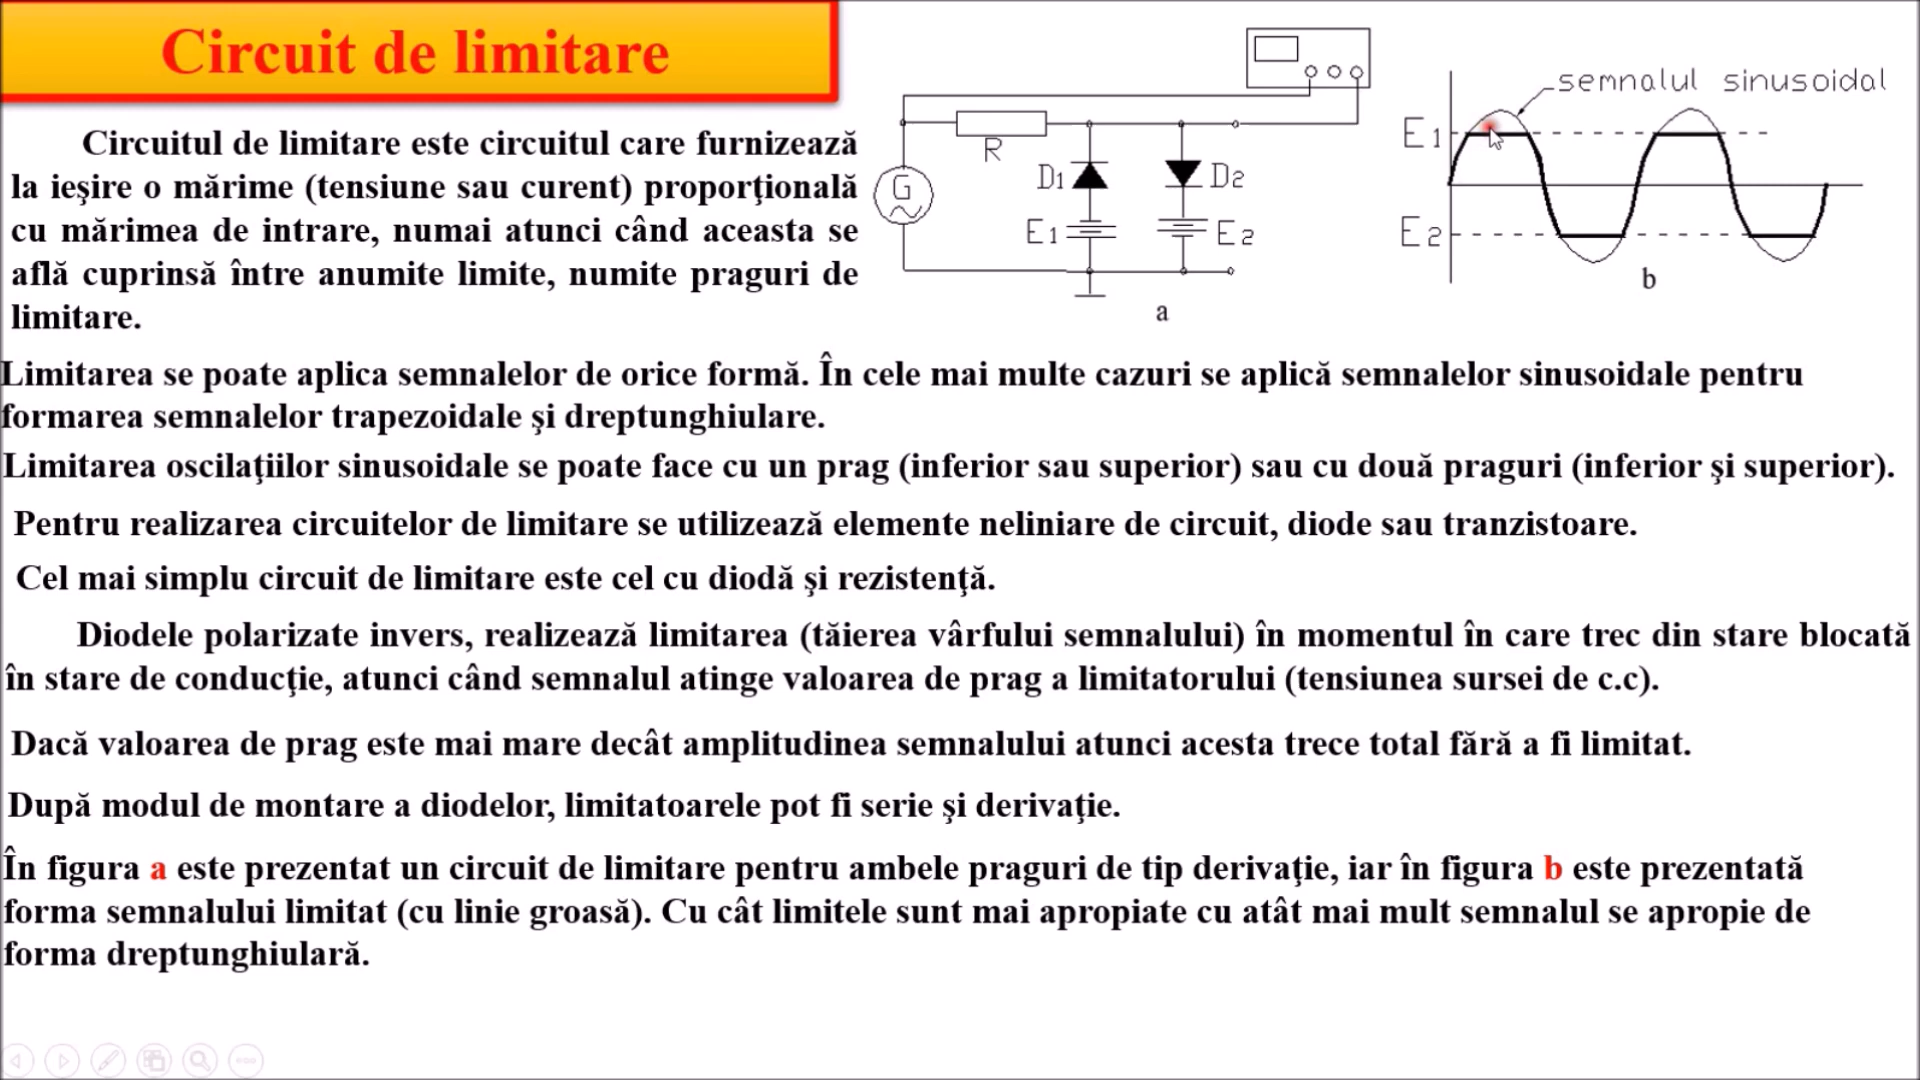 Circuit de limitare
Circuitul de limitare este circuitul care furnizează
la ieşire o mărime (tensiune sau curent) proporţională
cu mărimea de intrare, numai atunci când aceasta se
află cuprinsă între anumite limite, numite praguri de
limitare.
R
G
D1
D2
E1
E2
a
semnalul sinusoidal
E1
E2
b
Limitarea se poate aplica semnalelor de orice formă. În cele mai multe cazuri se aplică semnalelor sinusoidale pentru
formarea semnalelor trapezoidale şi dreptunghiulare.
Limitarea oscilaţiilor sinusoidale se poate face cu un prag (inferior sau superior) sau cu două praguri (inferior şi superior).
Pentru realizarea circuitelor de limitare se utilizează elemente neliniare de circuit, diode sau tranzistoare.
Cel mai simplu circuit de limitare este cel cu diodă şi rezistenţă.
Diodele polarizate invers, realizează limitarea (tăierea vârfului semnalului) în momentul în care trec din stare blocată
în stare de conducţie, atunci când semnalul atinge valoarea de prag a limitatorului (tensiunea sursei de c.c).
Dacă valoarea de prag este mai mare decât amplitudinea semnalului atunci acesta trece total fără a fi limitat.
După modul de montare a diodelor, limitatoarele pot fi serie şi derivaţie.
În figura a este prezentat un circuit de limitare pentru ambele praguri de tip derivaţie, iar în figura b este prezentată
forma semnalului limitat (cu linie groasă). Cu cât limitele sunt mai apropiate cu atât mai mult semnalul se apropie de
forma dreptunghiulară.